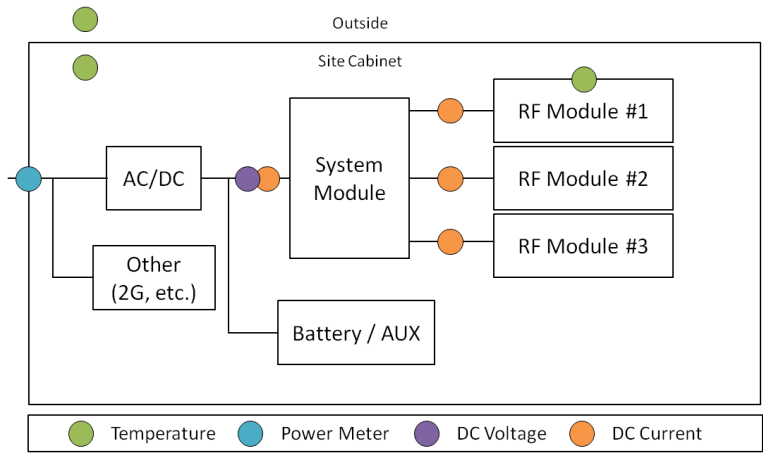 Outside
Site Cabinet
RF Module #1
AC/DC
System
Module
RF Module #2
RF Module #3
Other
(2G, etc.)
Battery / AUX
Temperature
Power Meter
DC Voltage
DC Current